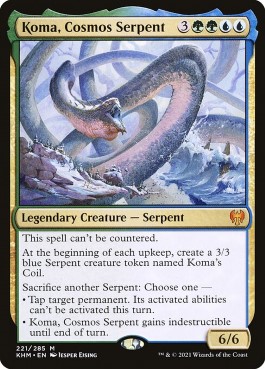 Koma, Cosmos Serpent 3
Legendary Creature — Serpent
This spell can't be countered.
At the beginning of each upkeep, create a 3/3
blue Serpent creature token named Koma's
Coil.
Sacrifice another Serpent: Choose one —
• Tap target permanent. Its activated abilities
can't be activated this turn.
• Koma, Cosmos Serpent gains indestructible
until end of turn.
6/6
221/285 M
KHM • EN Jesper Eising
™ & © 2021 Wizards of the Coast